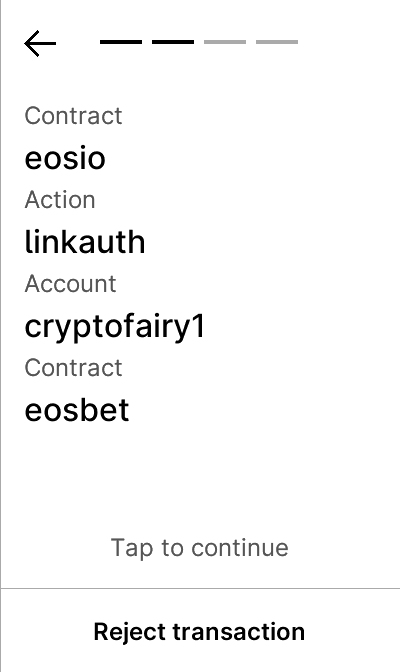 Contract
eosio
Action
linkauth
Account
cryptofairy1
Contract
eosbet
Tap to continue
Reject transaction